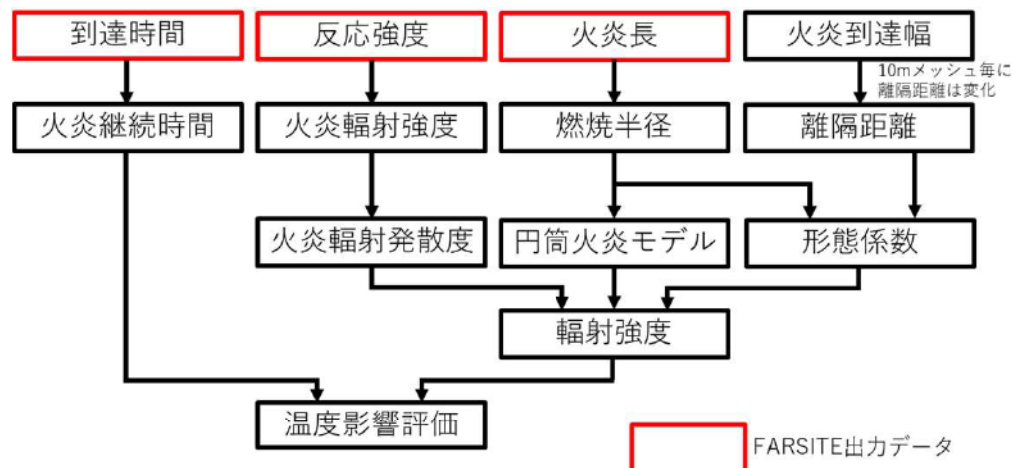 到達時間
反応強度
火炎長
火炎到達幅
10mメッシュ毎に
離隔距離は変化
火炎継続時間
火炎輻射強度
燃焼半径
離隔距離
火炎輻射発散度
円筒火炎モデル
形態係数
輻射強度
温度影響評価
FARSITE出力データ